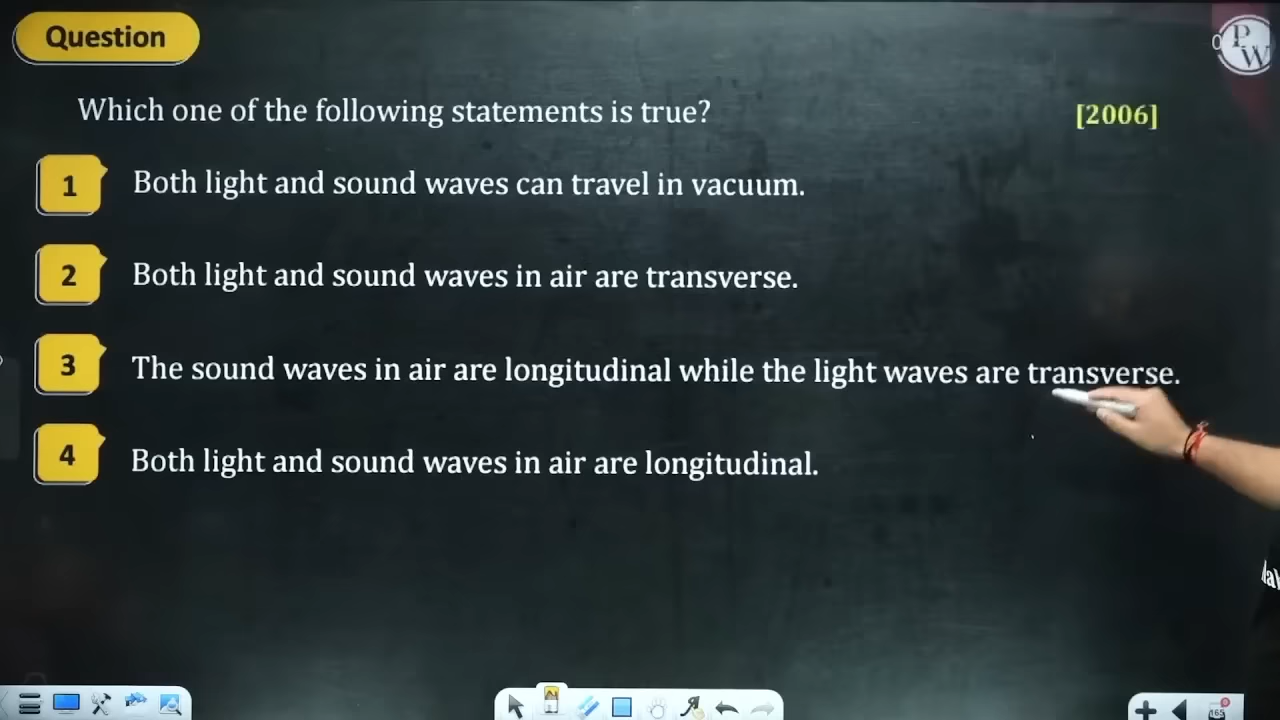 Question
PW
Which one of the following statements is true? [2006]
1 Both light and sound waves can travel in vacuum.
2 Both light and sound waves in air are transverse.
3 The sound waves in air are longitudinal while the light waves are transverse.
4 Both light and sound waves in air are longitudinal.
165